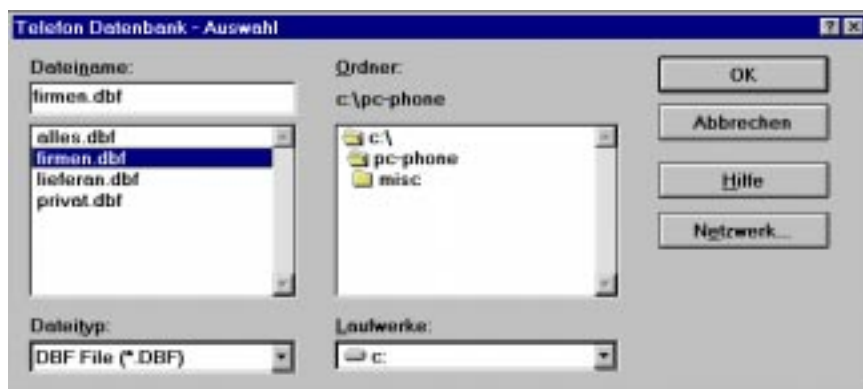 Telefon Datenbank - Auswahl
Dateiname:
firmen.dbf
alles.dbf
firmen.dbf
lieferan.dbf
privat.dbf
Dateityp:
DBF File (*.DBF)
Ordner:
c:\pc-phone
c:\
pc-phone
misc
Laufwerke:
c:
OK
Abbrechen
Hilfe
Netzwerk...